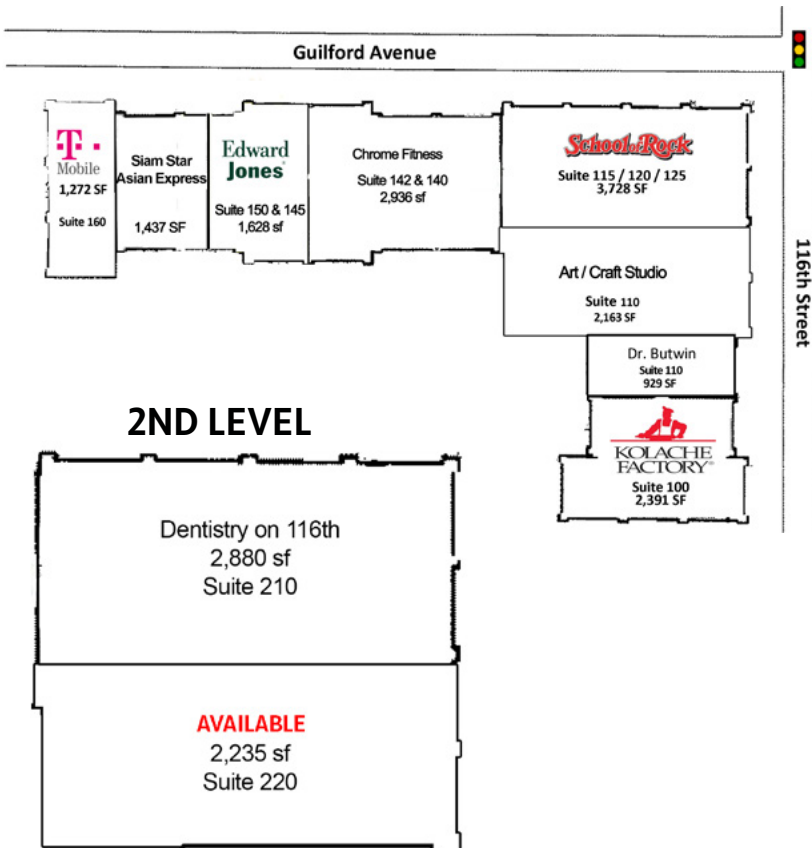 Guilford Avenue
116th Street
T · ·
Mobile
1,272 SF
Suite 160
Siam Star
Asian Express
1,437 SF
Edward
Jones®
Suite 150 & 145
1,628 sf
Chrome Fitness
Suite 142 & 140
2,936 sf
School of Rock
Suite 115 / 120 / 125
3,728 SF
Art / Craft Studio
Suite 110
2,163 SF
Dr. Butwin
Suite 110
929 SF
KOLACHE
FACTORY®
Suite 100
2,391 SF
2ND LEVEL
Dentistry on 116th
2,880 sf
Suite 210
AVAILABLE
2,235 sf
Suite 220